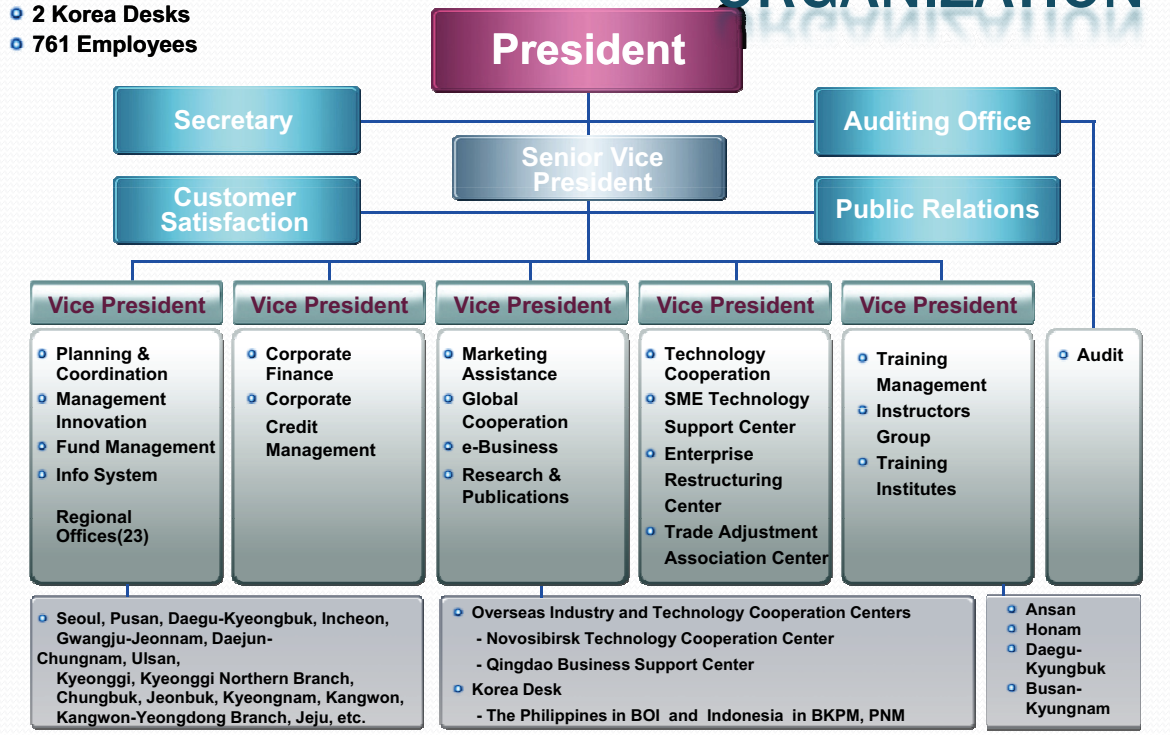 2 Korea Desks
761 Employees
ORGANIZATION
President
Secretary
Auditing Office
Senior Vice
President
Customer
Satisfaction
Public Relations
Vice President
Vice President
Vice President
Vice President
Vice President
Planning &
Coordination
Management
Innovation
Fund Management
Info System
Regional
Offices(23)
Corporate
Finance
Corporate
Credit
Management
Marketing
Assistance
Global
Cooperation
e-Business
Research &
Publications
Technology
Cooperation
SME Technology
Support Center
Enterprise
Restructuring
Center
Trade Adjustment
Association Center
Training
Management
Instructors
Group
Training
Institutes
Audit
Seoul, Pusan, Daegu-Kyeongbuk, Incheon,
Gwangju-Jeonnam, Daejun-
Chungnam, Ulsan,
Kyeonggi, Kyeonggi Northern Branch,
Chungbuk, Jeonbuk, Kyeongnam, Kangwon,
Kangwon-Yeongdong Branch, Jeju, etc.
Overseas Industry and Technology Cooperation Centers
- Novosibirsk Technology Cooperation Center
- Qingdao Business Support Center
Korea Desk
- The Philippines in BOI and Indonesia in BKPM, PNM
Ansan
Honam
Daegu-
Kyungbuk
Busan-
Kyungnam